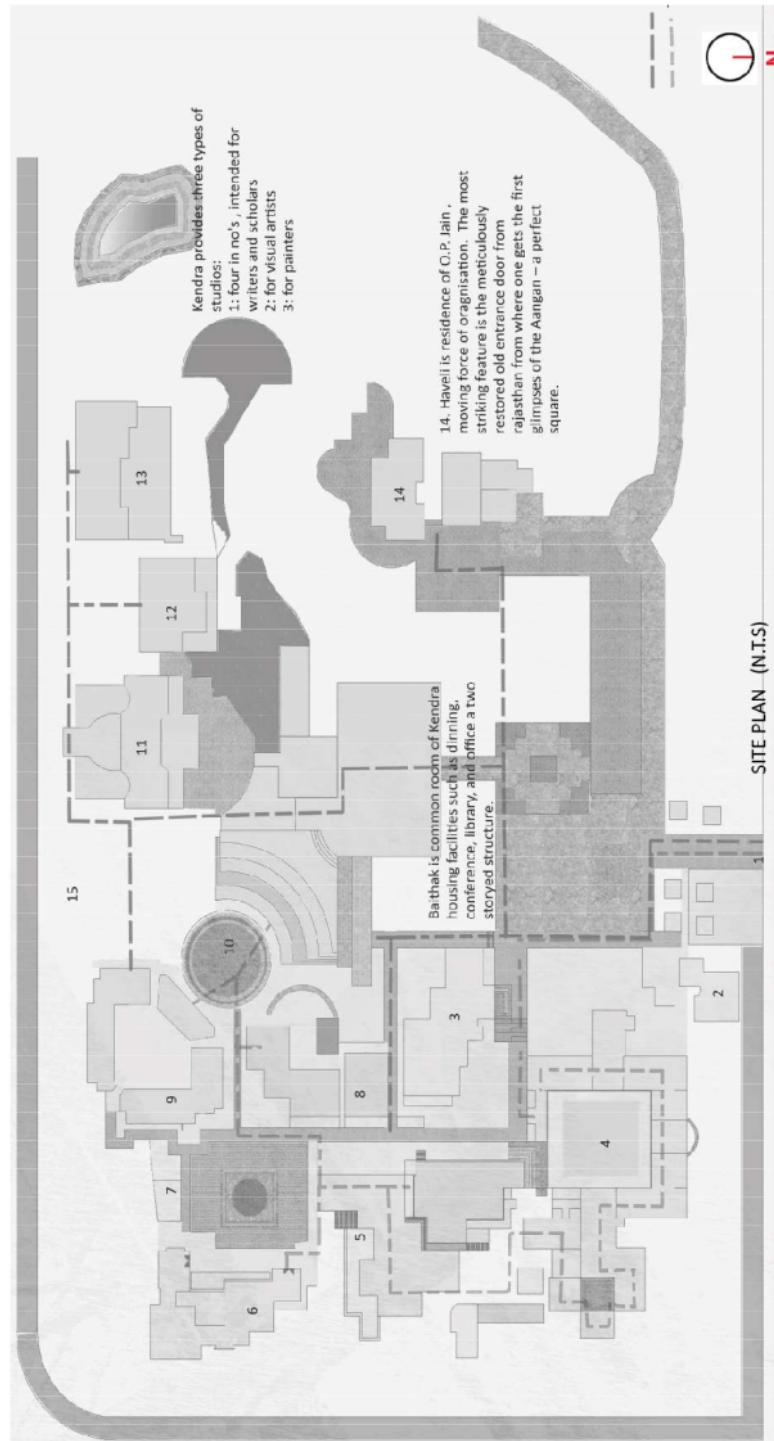 Kendra provides three types of
studios:
1: four in no's , intended for
writers and scholars
2: for visual artists
3: for painters
14. Haveli is residence of O.P. Jain ,
moving force of oragnisation. The most
striking feature is the meticulously
restored old entrance door from
rajasthan from where one gets the first
glimpses of the Aangan – a perfect
square.
Baithak is common room of Kendra
housing facilities such as dinning,
conference, library, and office a two
storyed structure.
15
13
12
11
10
9
7
6
5
8
3
14
4
2
1
SITE PLAN (N.T.S)
N